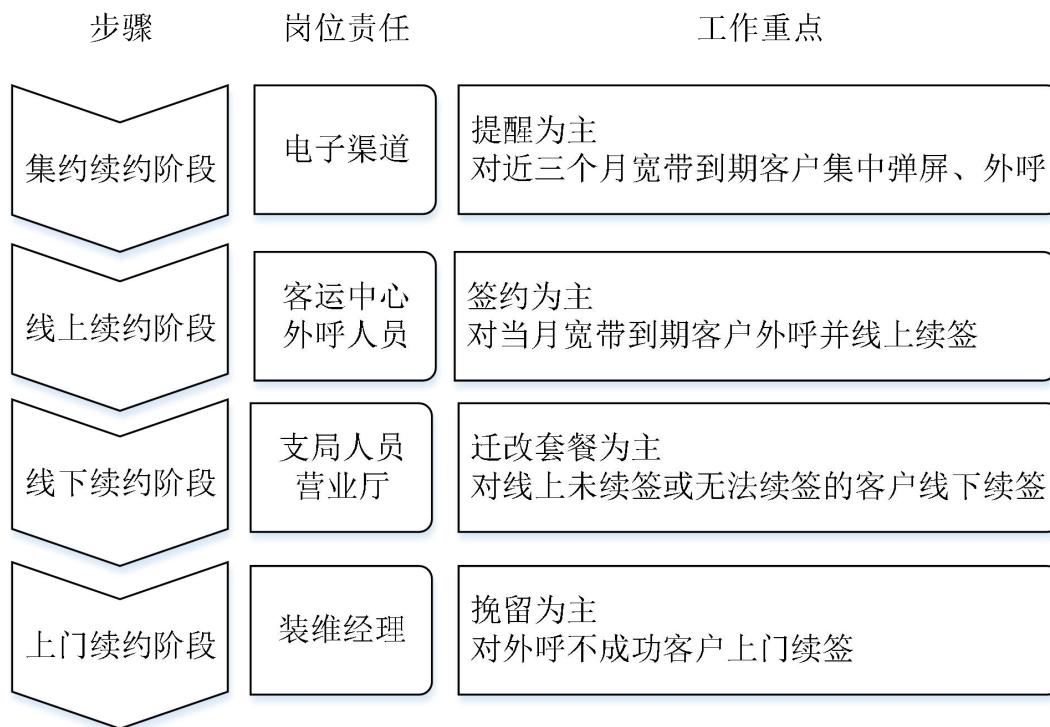 步骤 岗位责任 工作重点
集约续约阶段
电子渠道
提醒为主
对近三个月宽带到期客户集中弹屏、外呼
线上续约阶段
客运中心
外呼人员
签约为主
对当月宽带到期客户外呼并线上续签
线下续约阶段
支局人员
营业厅
迁改套餐为主
对线上未续签或无法续签的客户线下续签
上门续约阶段
装维经理
挽留为主
对外呼不成功客户上门续签